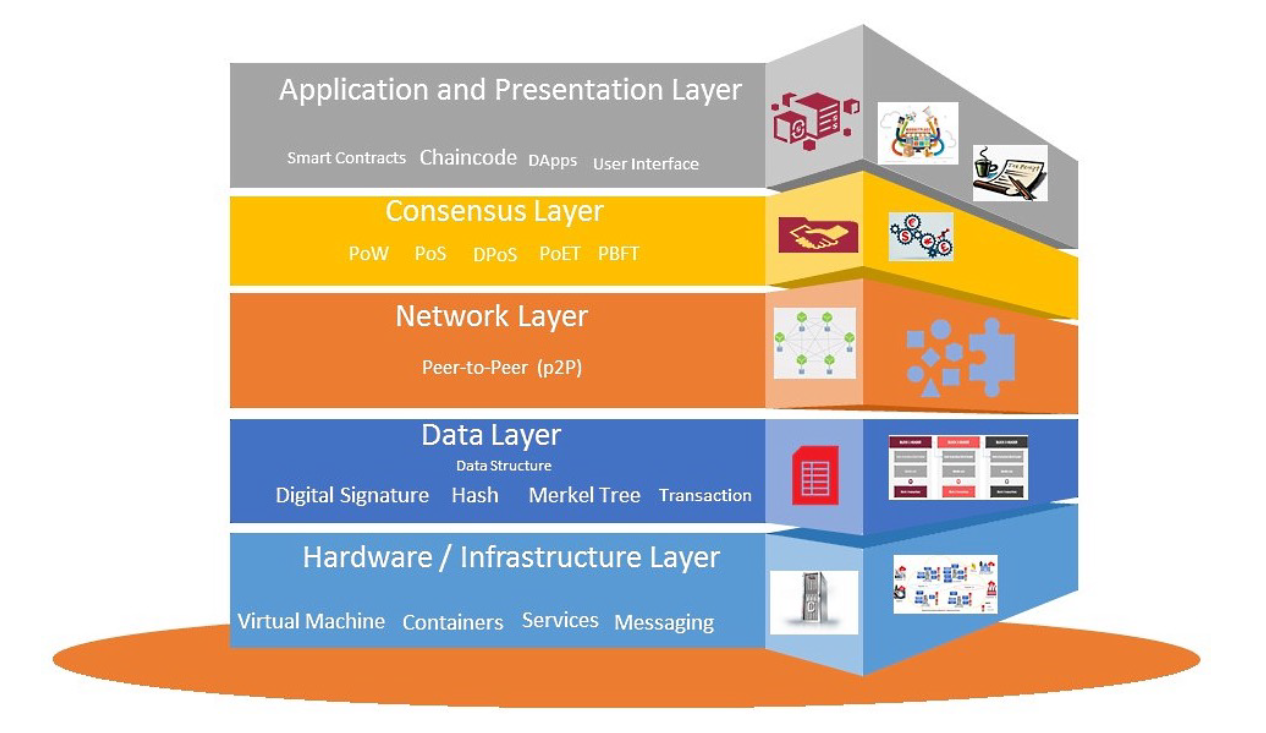 Application and Presentation Layer
Smart Contracts Chaincode DApps User Interface
Consensus Layer
PoW PoS DPoS PoET PBFT
Network Layer
Peer-to-Peer (p2P)
Data Layer
Data Structure
Digital Signature Hash Merkel Tree Transaction
Hardware / Infrastructure Layer
Virtual Machine Containers Services Messaging